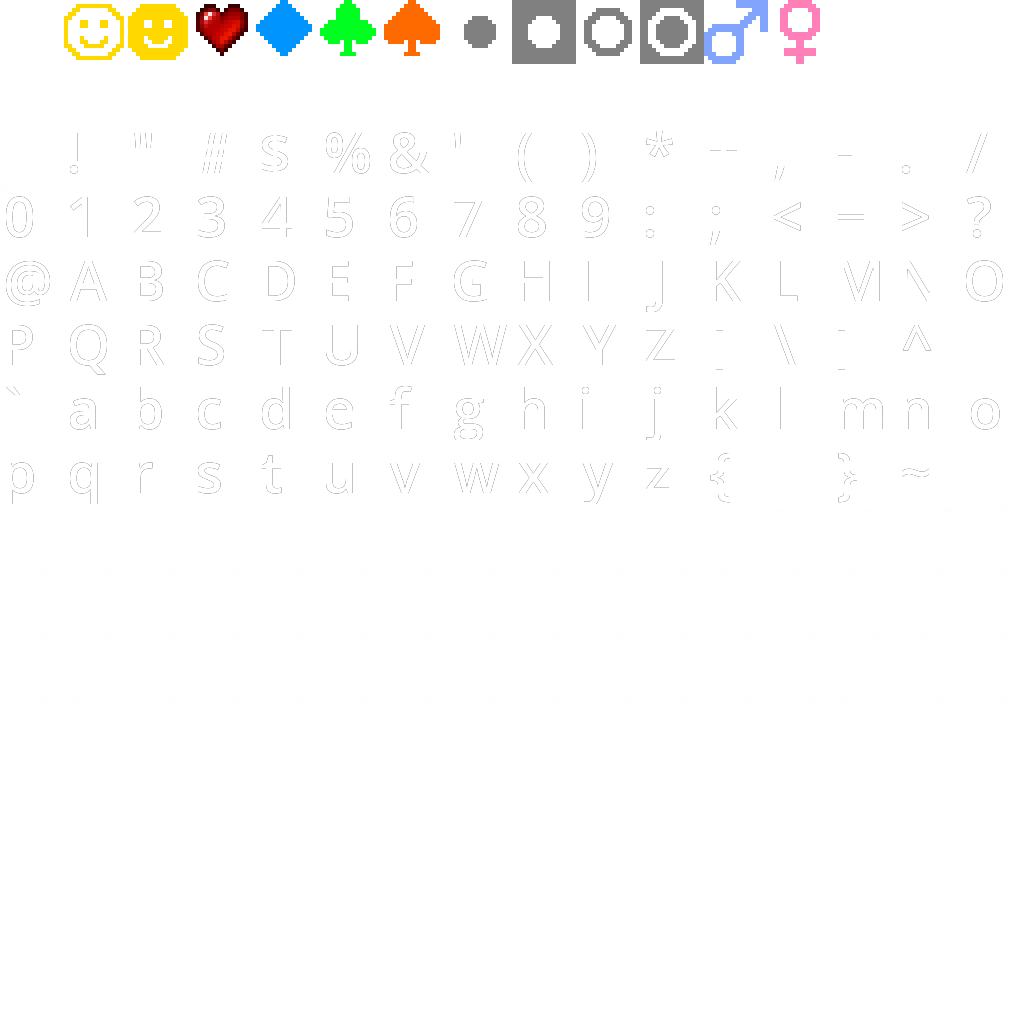 ! " # $ % & ' ( ) * + , - . /
0 1 2 3 4 5 6 7 8 9 : ; < = > ?
@ A B C D E F G H I J K L M N O
P Q R S T U V W X Y Z [ \ ] ^
` a b c d e f g h i j k l m n o
p q r s t u v w x y z { } ~